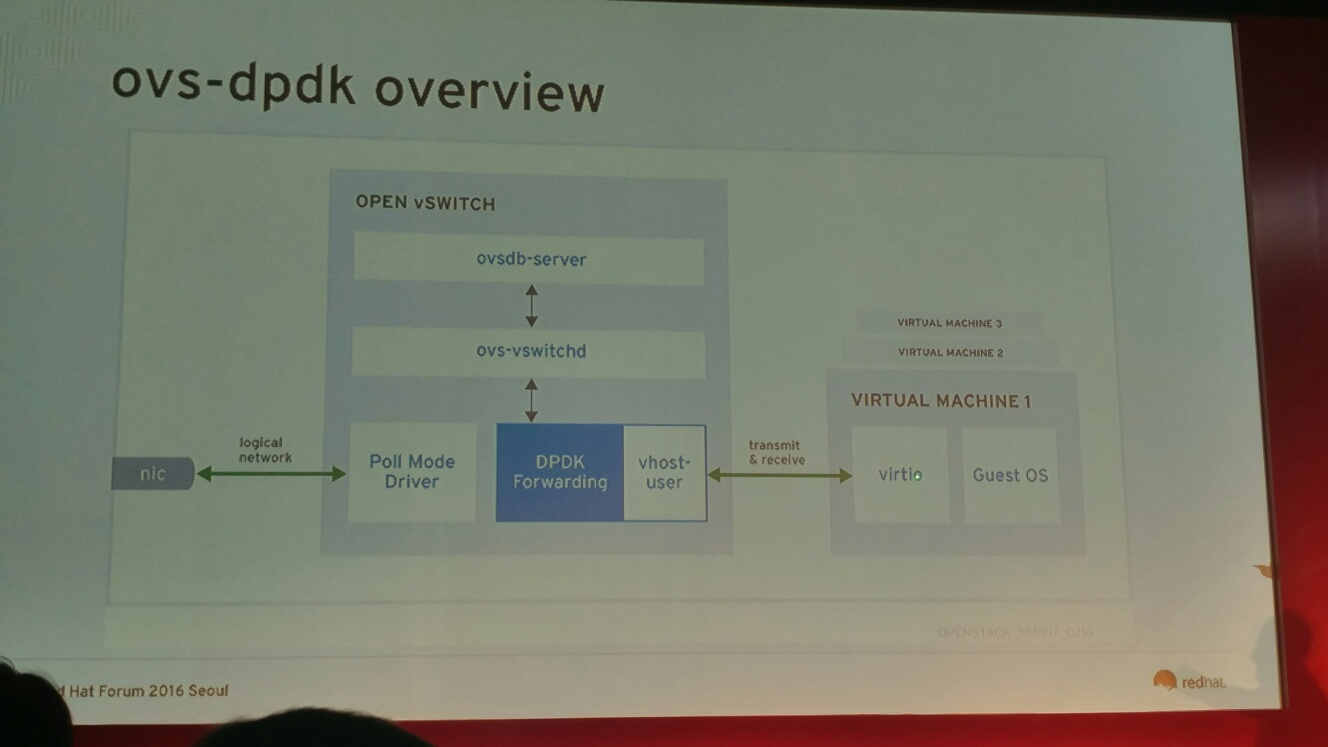 ovs-dpdk overview
OPEN vSWITCH
ovsdb-server
ovs-vswitchd
nic
logical
network
Poll Mode
Driver
DPDK
Forwarding
vhost-
user
transmit
& receive
VIRTUAL MACHINE 3
VIRTUAL MACHINE 2
VIRTUAL MACHINE 1
virtio
Guest OS
OPENSTACK_388917_0216
d Hat Forum 2016 Seoul
redhat.